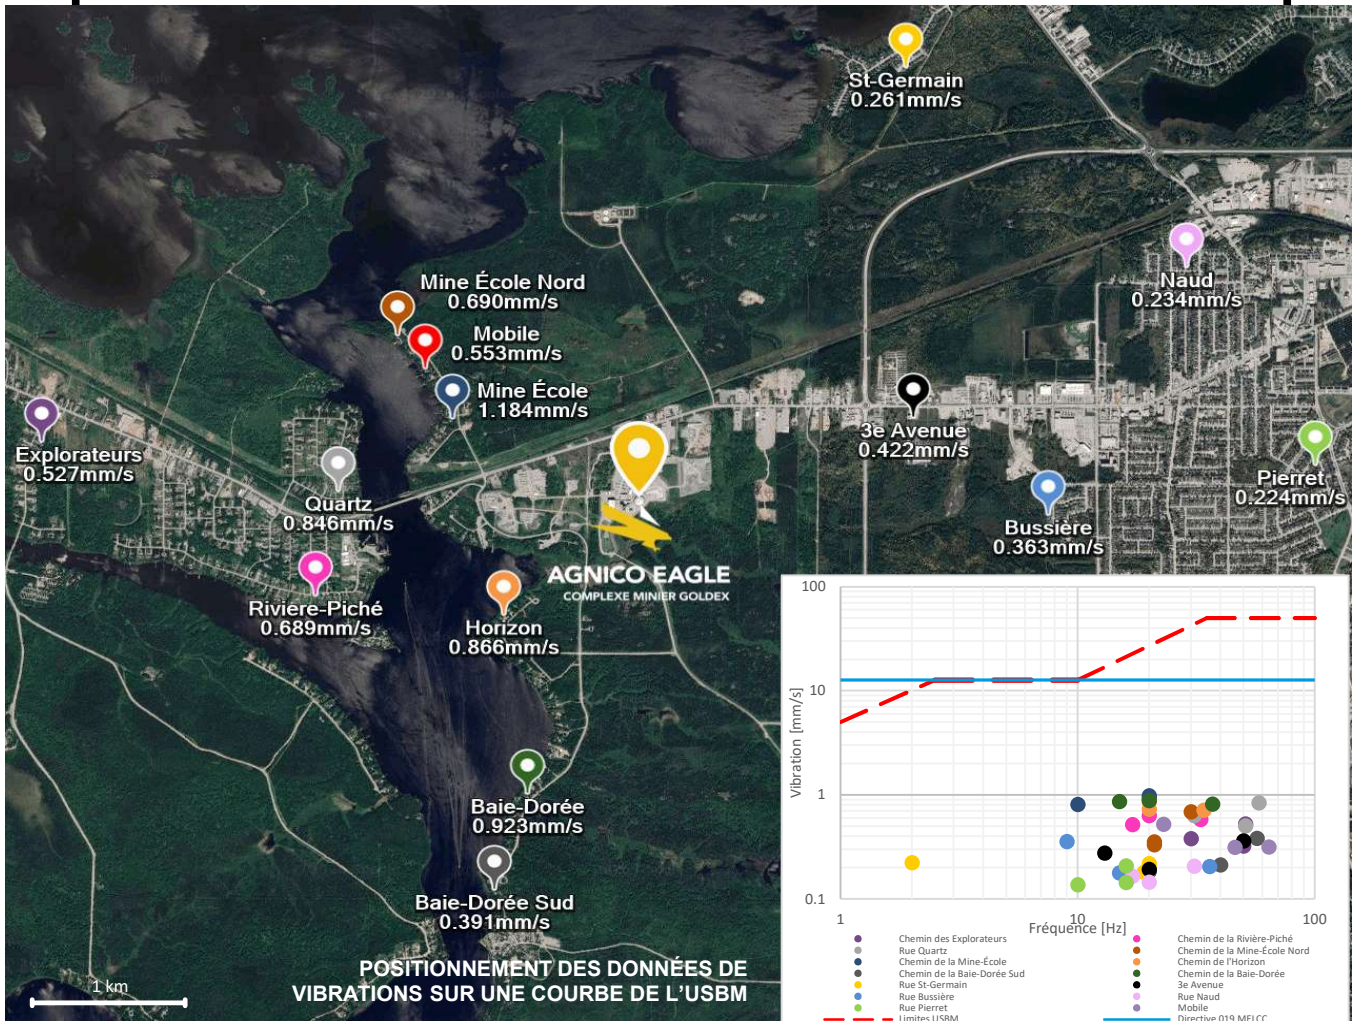 St-Germain
0.261mm/s
Naud
0.234mm/s
Mine École Nord
0.690mm/s
Mobile
0.553mm/s
Mine École
1.184mm/s
Explorateurs
0.527mm/s
Quartz
0.846mm/s
3e Avenue
0.422mm/s
Pierret
0.224mm/s
Bussière
0.363mm/s
AGNICO EAGLE
COMPLEXE MINIER GOLDEX
Riviere-Piché
0.689mm/s
Horizon
0.866mm/s
Baie-Dorée
0.923mm/s
Baie-Dorée Sud
0.391mm/s
POSITIONNEMENT DES DONNÉES DE
VIBRATIONS SUR UNE COURBE DE L'USBM
1 km
100
10
1
0.1
Vibration [mm/s]
1
10
100
Fréquence [Hz]
Chemin des Explorateurs
Chemin de la Rivière-Piché
Rue Quartz
Chemin de la Mine-École Nord
Chemin de la Mine-École
Chemin de l'Horizon
Chemin de la Baie-Dorée Sud
Chemin de la Baie-Dorée
Rue St-Germain
3e Avenue
Rue Bussière
Rue Naud
Rue Pierret
Mobile
Limites USBM
Directive 019 MELCC